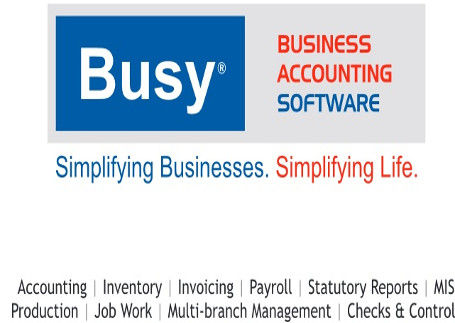 Busy®
BUSINESS
ACCOUNTING
SOFTWARE
Simplifying Businesses. Simplifying Life.
Accounting | Inventory | Invoicing | Payroll | Statutory Reports | MIS
Production | Job Work | Multi-branch Management | Checks & Control